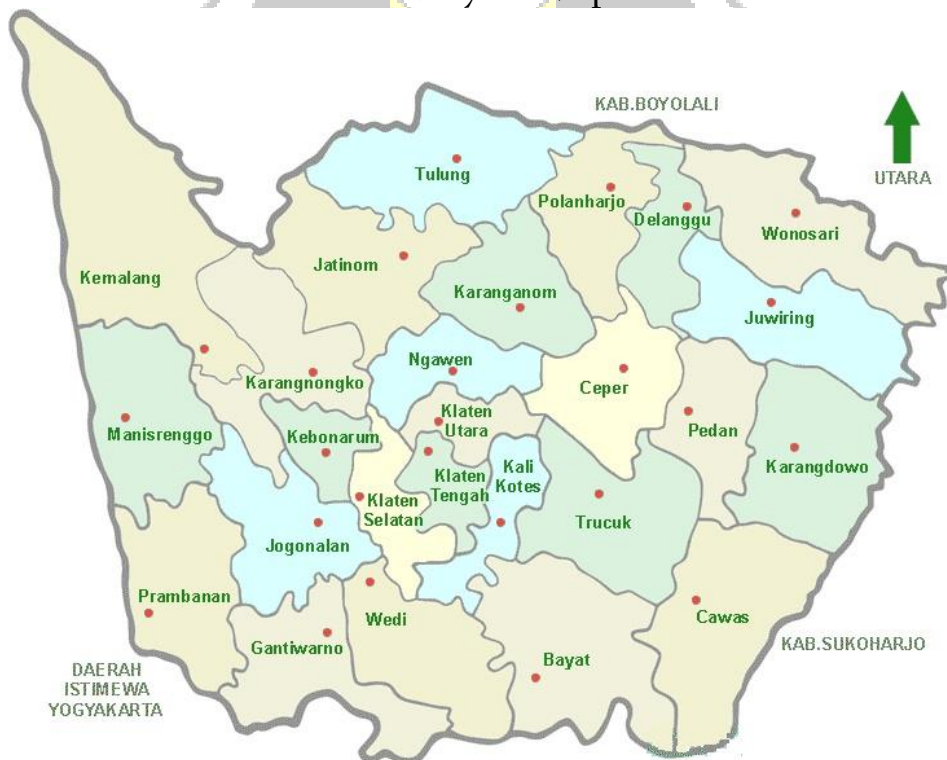 KAB.BOYOLALI
UTARA
Tulung
Polanharjo
Delanggu
Wonosari
Kemalang
Jatinom
Karanganom
Juwiring
Ngawen
Ceper
Karangnongko
Manisrenggo
Kebonarum
Klaten
Utara
Pedan
Karangdowo
Klaten
Tengah
Kali
Kotes
Klaten
Selatan
Trucuk
Jogonalan
Prambanan
Wedi
Cawas
Gantiwarno
Bayat
KAB.SUKOHARJO
DAERAH
ISTIMEWA
YOGYAKARTA